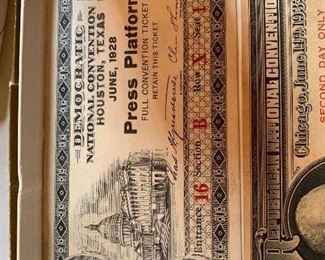 DEMOCRATIC
NATIONAL CONVENTION
HOUSTON, TEXAS
JUNE, 1928
Press Platform
FULL CONVENTION TICKET
RETAIN THIS TICKET
Entrance 16 Section B Row X Seat
REPUBLICAN NATIONAL CONVENTION
Chicago, June 14th, 193
SECOND DAY ONLY